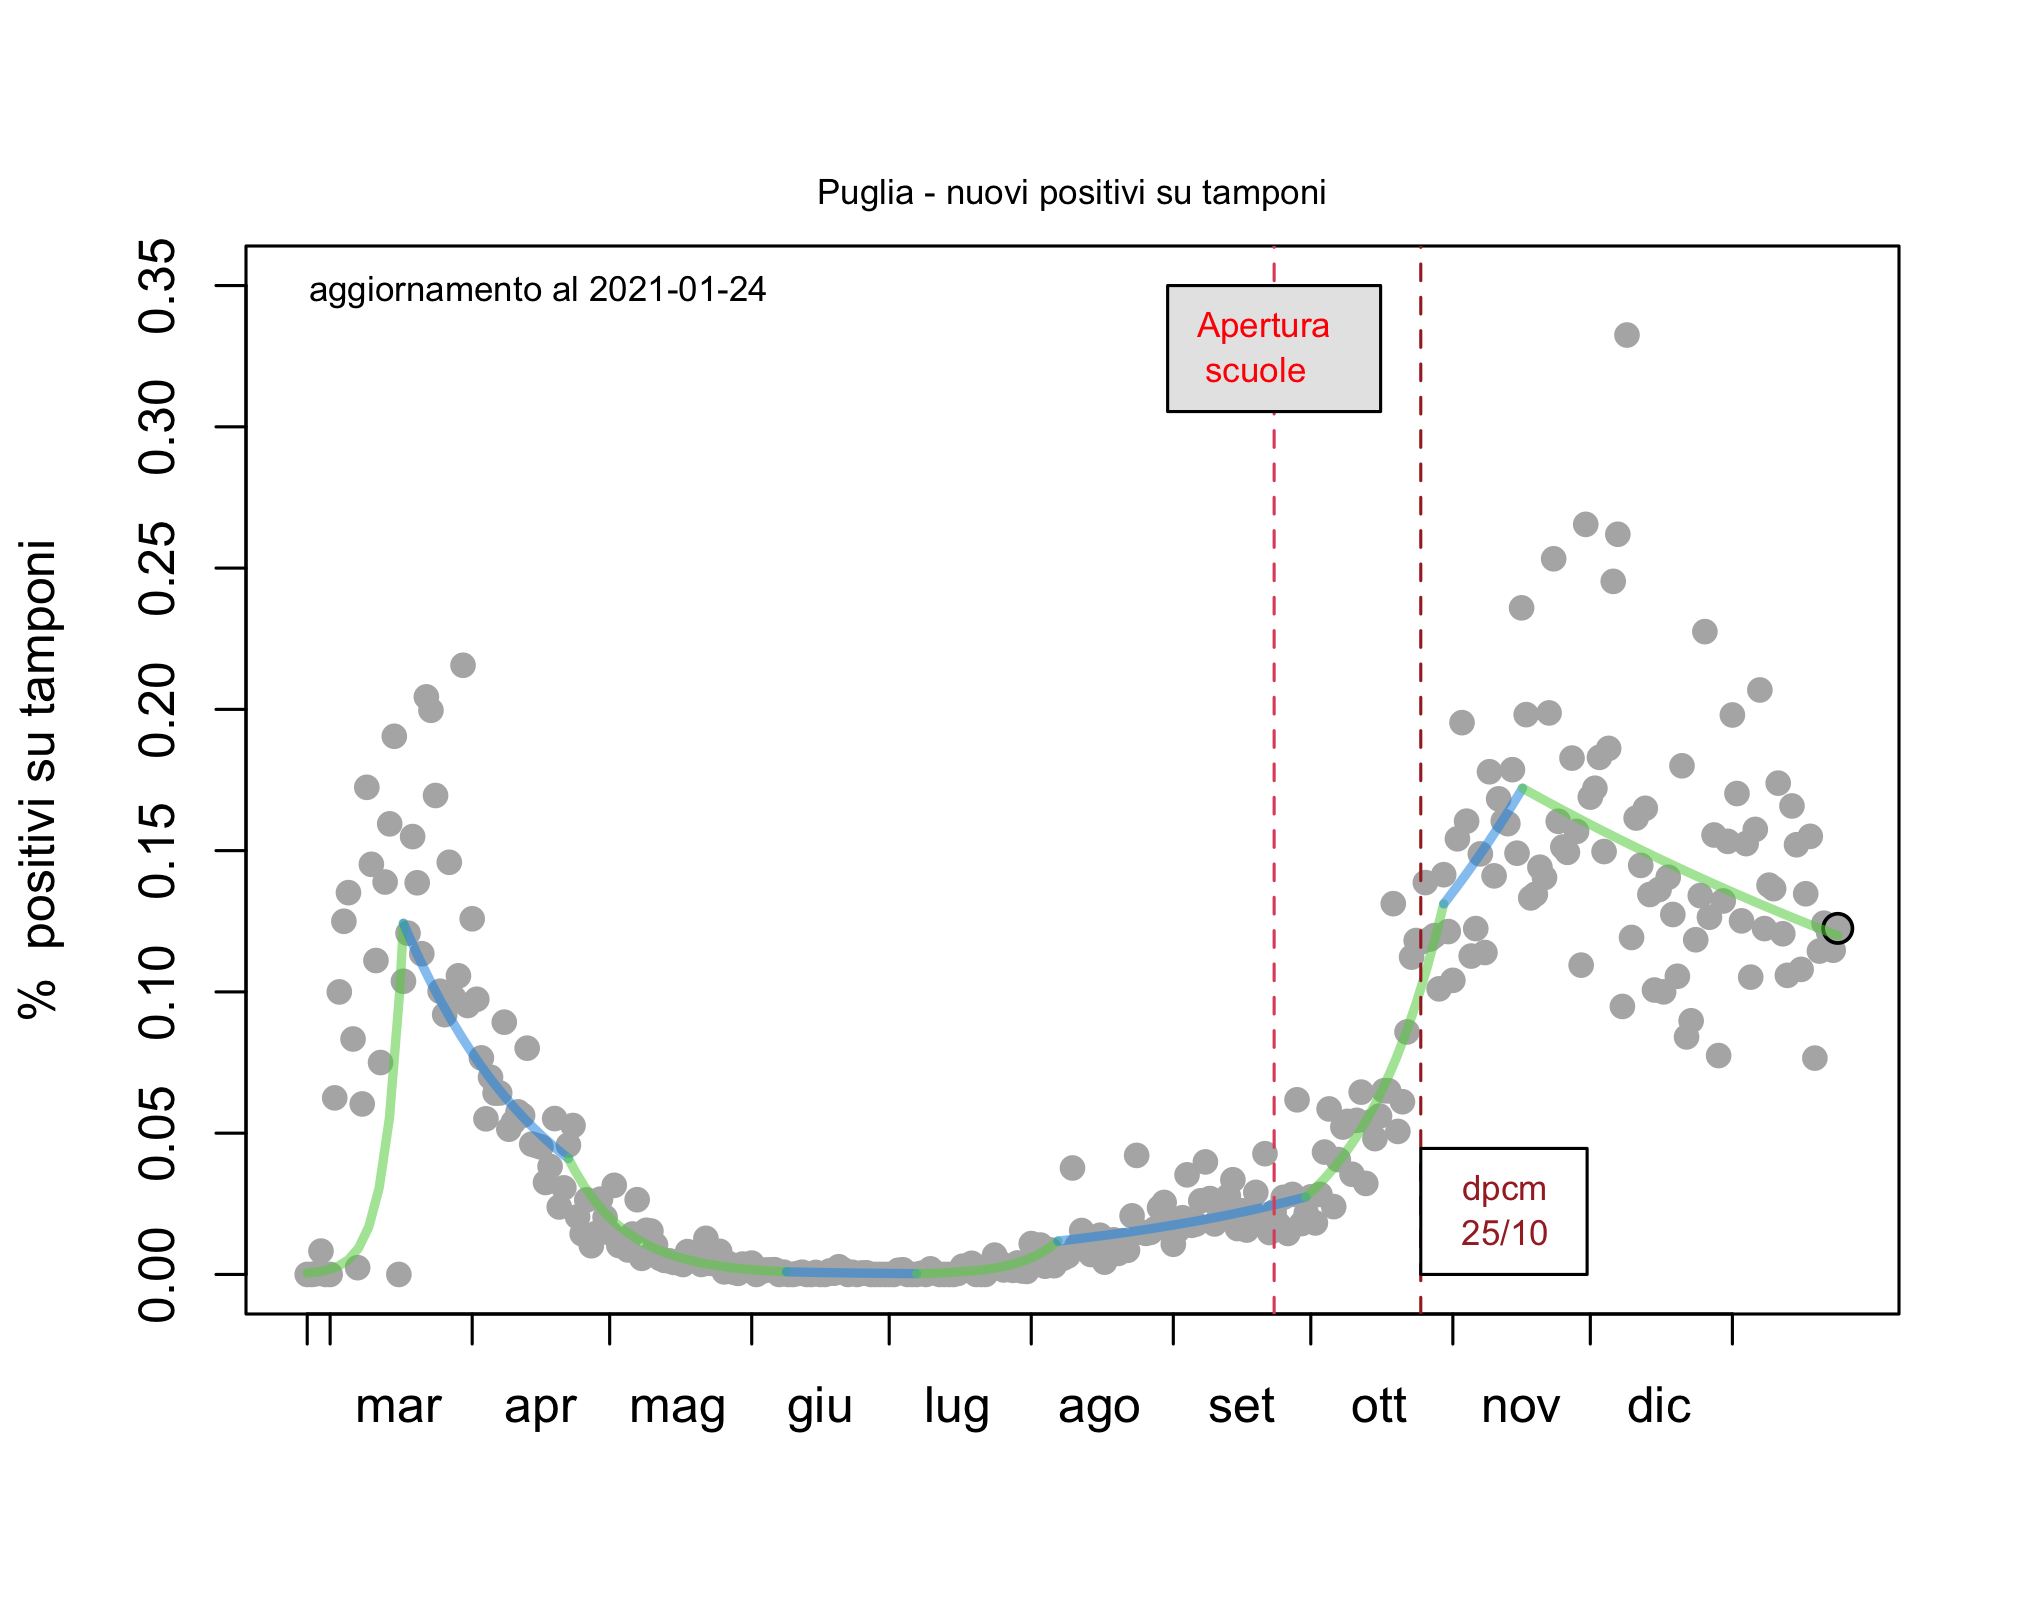 Puglia - nuovi positivi su tamponi
aggiornamento al 2021-01-24
Apertura
scuole
dpcm
25/10
% positivi su tamponi
0.35
0.30
0.25
0.20
0.15
0.10
0.05
0.00
mar apr mag giu lug ago set ott nov dic